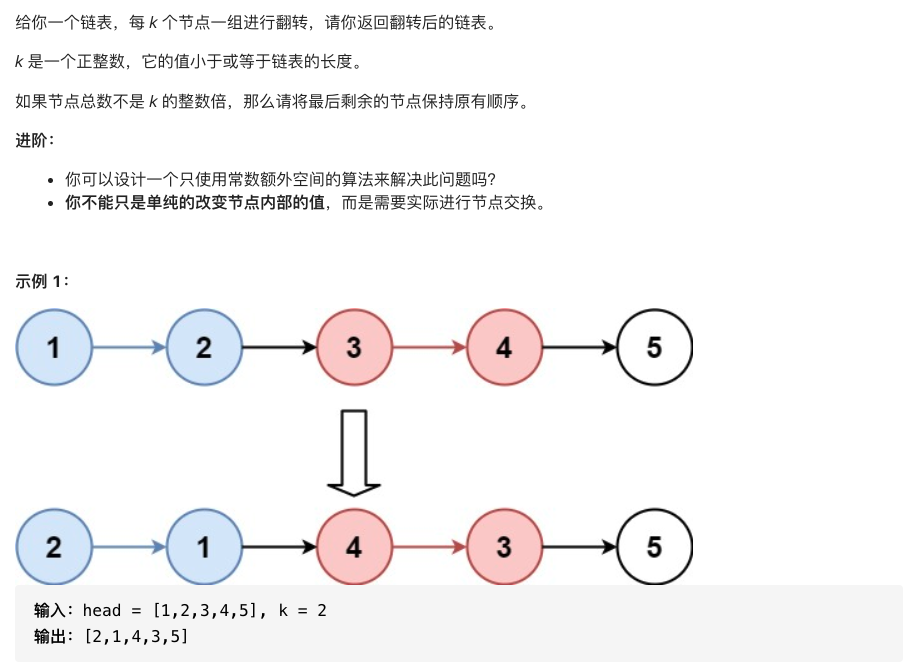 给你一个链表，每 k 个节点一组进行翻转，请你返回翻转后的链表。
k 是一个正整数，它的值小于或等于链表的长度。
如果节点总数不是 k 的整数倍，那么请将最后剩余的节点保持原有顺序。
进阶：
• 你可以设计一个只使用常数额外空间的算法来解决此问题吗？
• 你不能只是单纯的改变节点内部的值，而是需要实际进行节点交换。
示例 1：
1 2 3 4 5
2 1 4 3 5
输入：head = [1,2,3,4,5], k = 2
输出：[2,1,4,3,5]